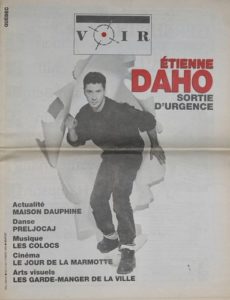 QUÉBEC
VOIR
ÉTIENNE
DAHO
SORTIE
D'URGENCE
Actualité
MAISON DAUPHINE
Danse
PRELJOCAJ
Musique
LES COLOCS
Cinéma
LE JOUR DE LA MARMOTTE
Arts visuels
LES GARDE-MANGER DE LA VILLE